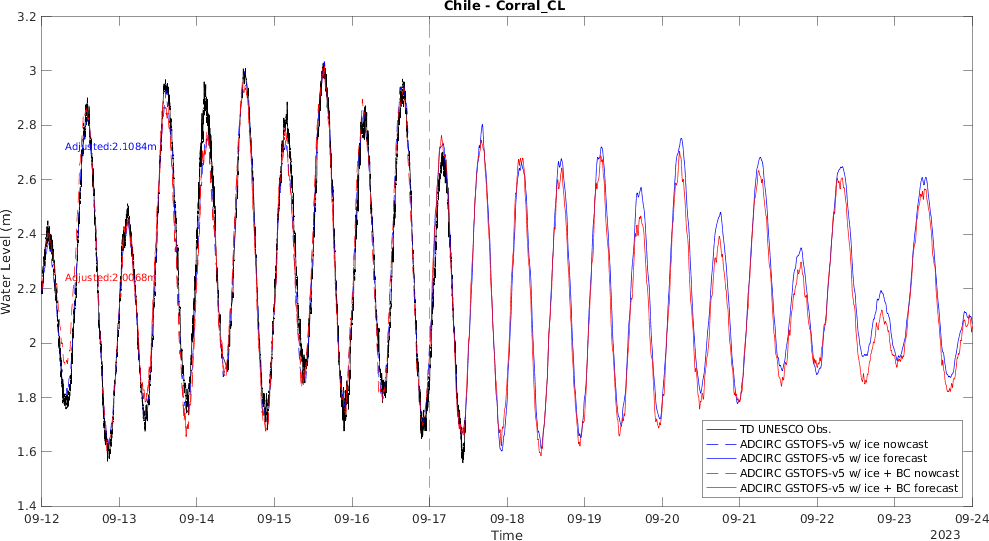 Chile - Corral_CL
3.2
3
2.8
2.6
2.4
2.2
2
1.8
1.6
1.4
Water Level (m)
Adjusted:2.1084m
Adjusted:2.0068m
TD UNESCO Obs.
ADCIRC GSTOFS-v5 w/ ice nowcast
ADCIRC GSTOFS-v5 w/ ice forecast
ADCIRC GSTOFS-v5 w/ ice + BC nowcast
ADCIRC GSTOFS-v5 w/ ice + BC forecast
09-12 09-13 09-14 09-15 09-16 09-17 09-18 09-19 09-20 09-21 09-22 09-23 09-24
Time
2023